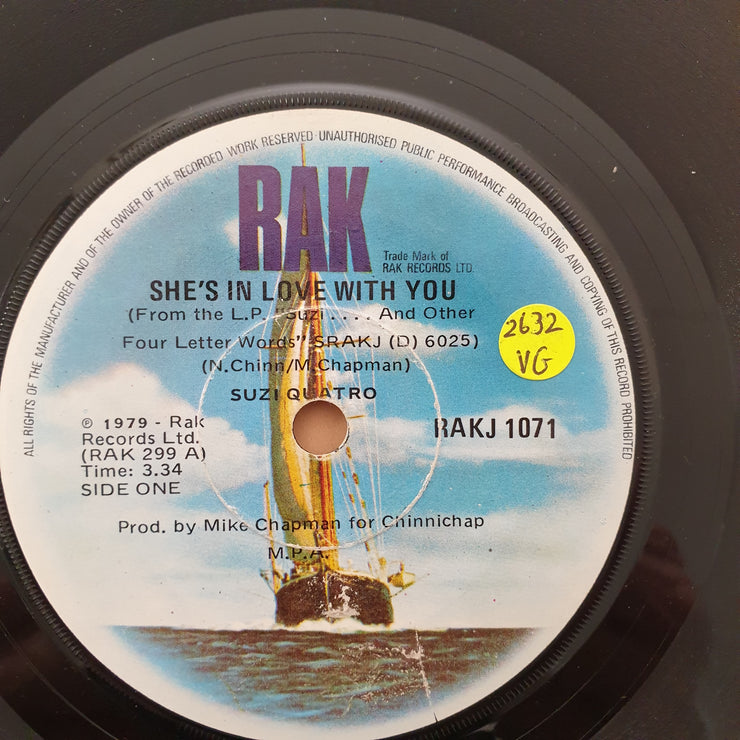 ALL RIGHTS OF THE MANUFACTURER AND OF THE OWNER OF THE RECORDED WORK RESERVED · UNAUTHORISED PUBLIC PERFORMANCE BROADCASTING AND COPYING OF THIS RECORD PROHIBITED
RAK
Trade Mark of
RAK RECORDS LTD.
SHE'S IN LOVE WITH YOU
(From the L.P. "Suzi .... And Other
Four Letter Words" SRAKJ (D) 6025)
(N.Chinn/M.Chapman)
SUZI QUATRO
2632
VG
℗ 1979 - Rak
Records Ltd.
(RAK 299 A)
Time: 3.34
SIDE ONE
RAKJ 1071
Prod. by Mike Chapman for Chinnichap
M.P.A.